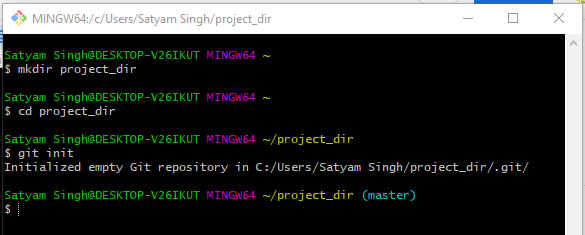 MINGW64:/c/Users/Satyam Singh/project_dir
Satyam Singh@DESKTOP-V26IKUT MINGW64 ~
$ mkdir project_dir
Satyam Singh@DESKTOP-V26IKUT MINGW64 ~
$ cd project_dir
Satyam Singh@DESKTOP-V26IKUT MINGW64 ~/project_dir
$ git init
Initialized empty Git repository in C:/Users/Satyam Singh/project_dir/.git/
Satyam Singh@DESKTOP-V26IKUT MINGW64 ~/project_dir (master)
$